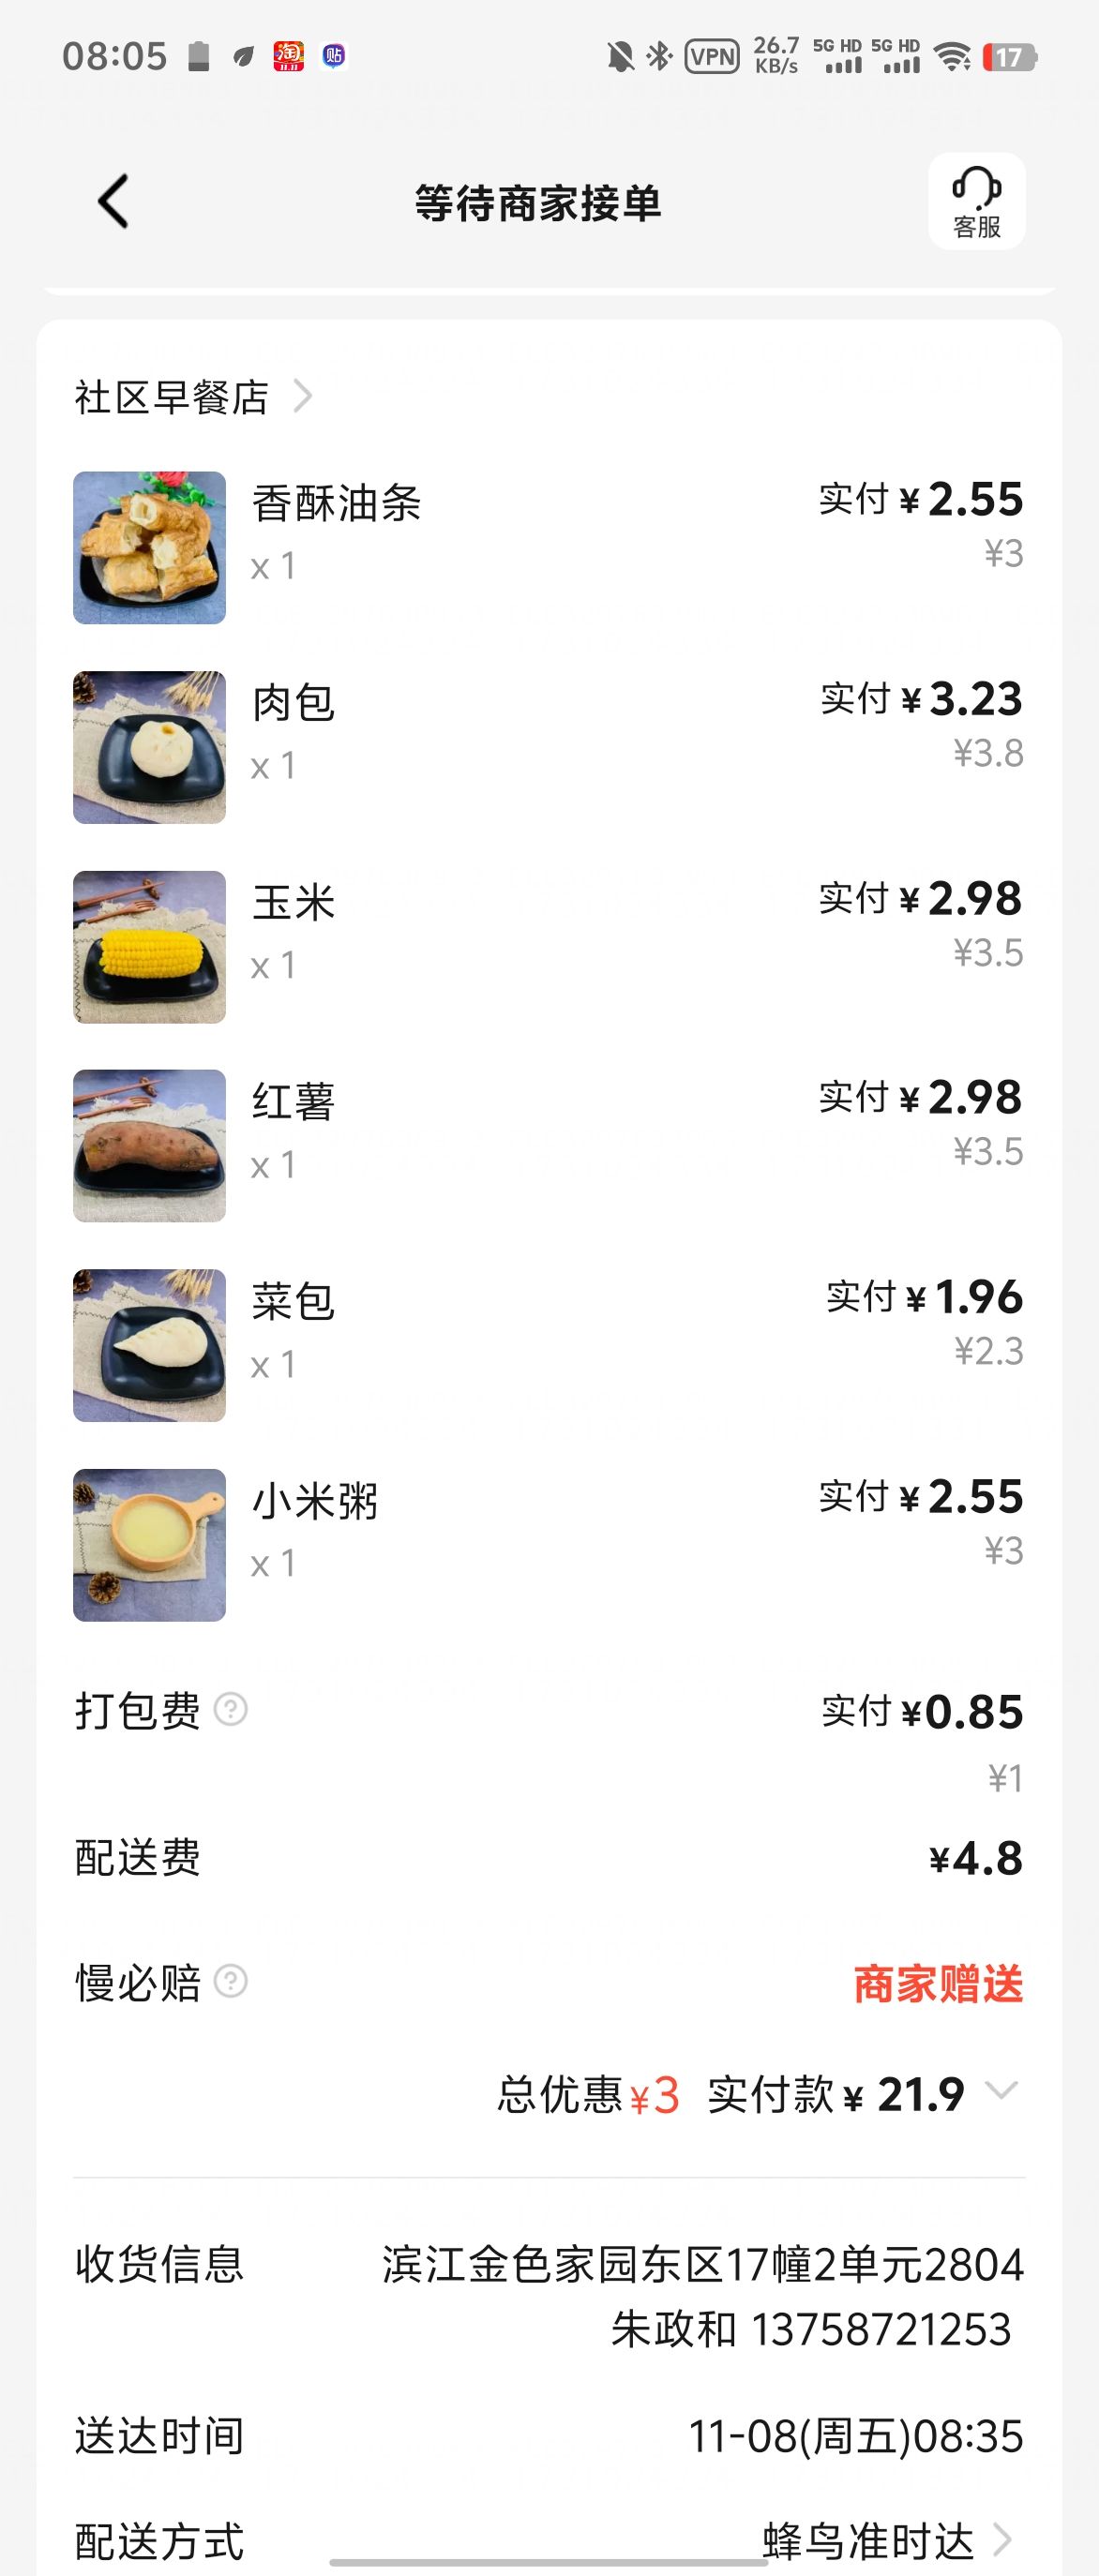 08:05 淘 11.11 贴 VPN 26.7 KB/s 5G HD 5G HD 17
等待商家接单
客服
社区早餐店
香酥油条 实付 ¥ 2.55
x 1 ¥3
肉包 实付 ¥ 3.23
x 1 ¥3.8
玉米 实付 ¥ 2.98
x 1 ¥3.5
红薯 实付 ¥ 2.98
x 1 ¥3.5
菜包 实付 ¥ 1.96
x 1 ¥2.3
小米粥 实付 ¥ 2.55
x 1 ¥3
打包费 ? 实付 ¥0.85
¥1
配送费 ¥4.8
慢必赔 ? 商家赠送
总优惠 ¥3 实付款 ¥ 21.9
收货信息 滨江金色家园东区17幢2单元2804
朱政和 13758721253
送达时间 11-08(周五)08:35
配送方式 蜂鸟准时达